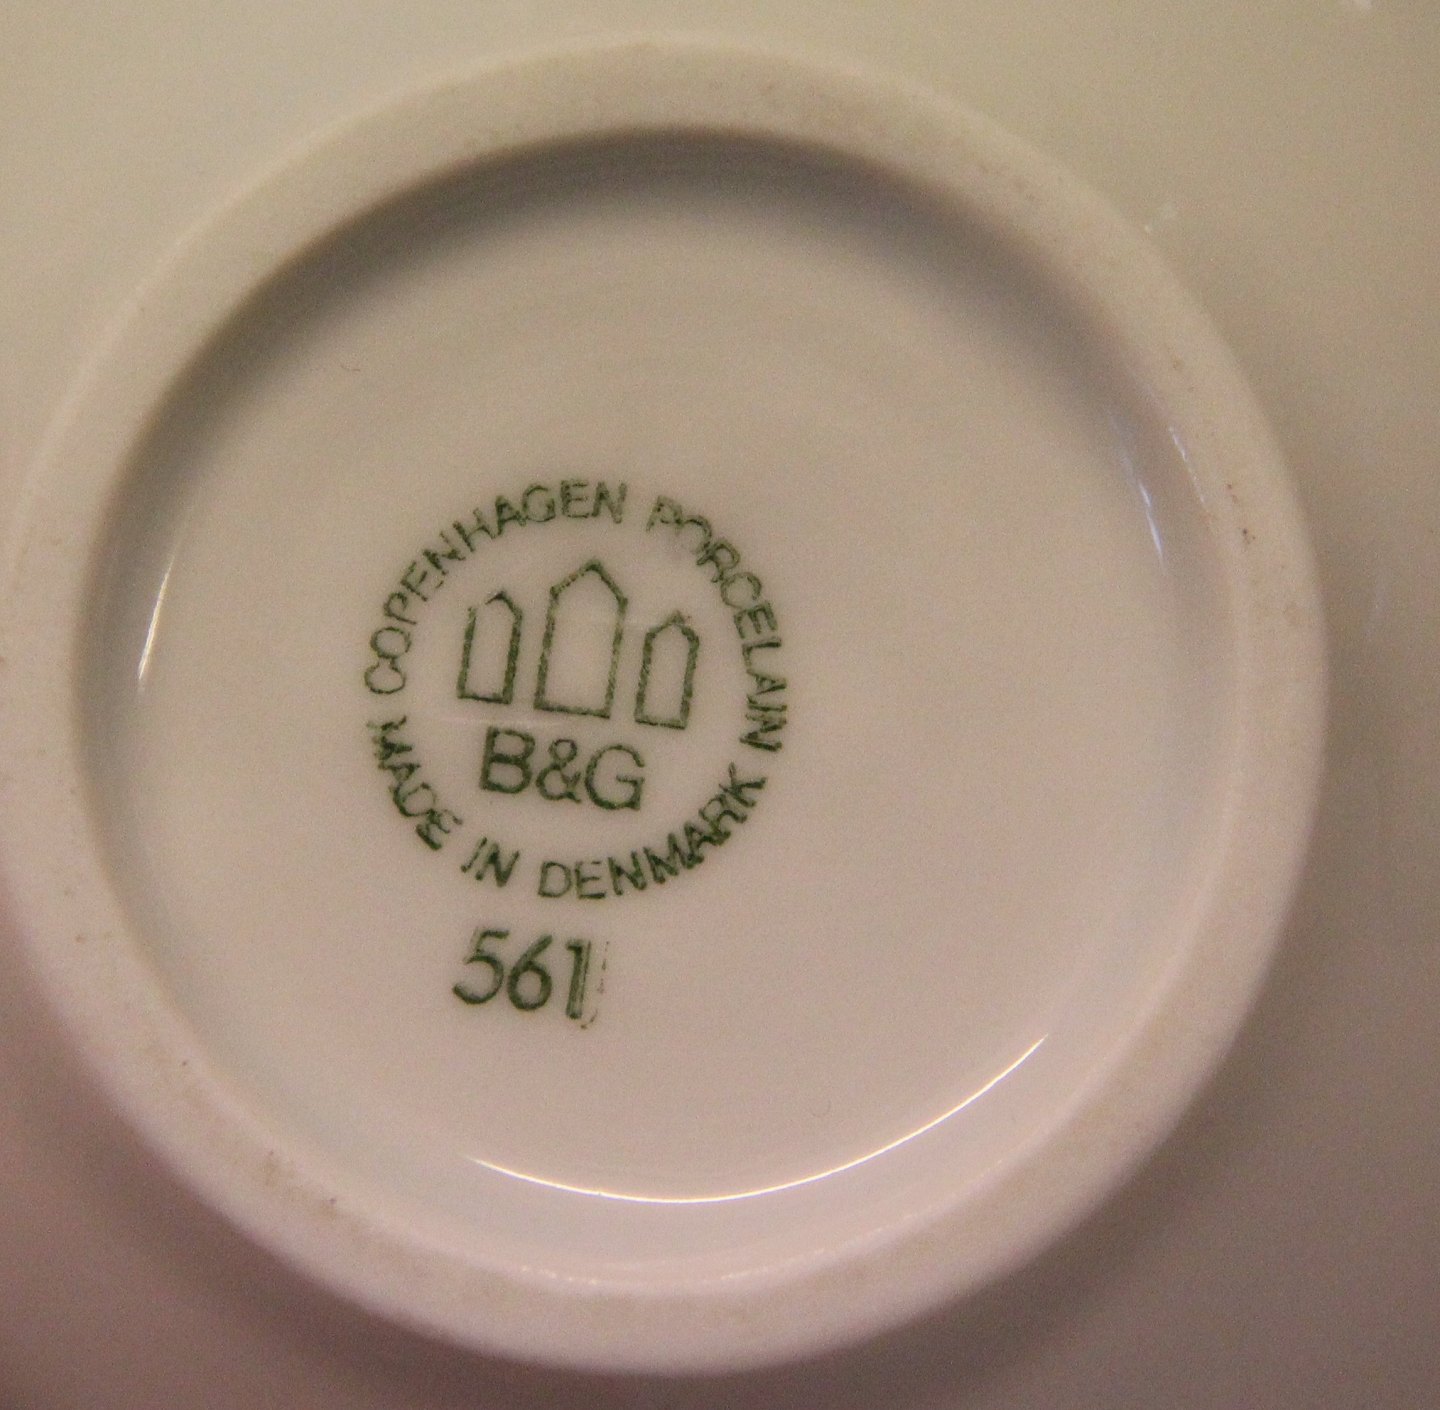 COPENHAGEN PORCELAIN
B&G
MADE IN DENMARK
561